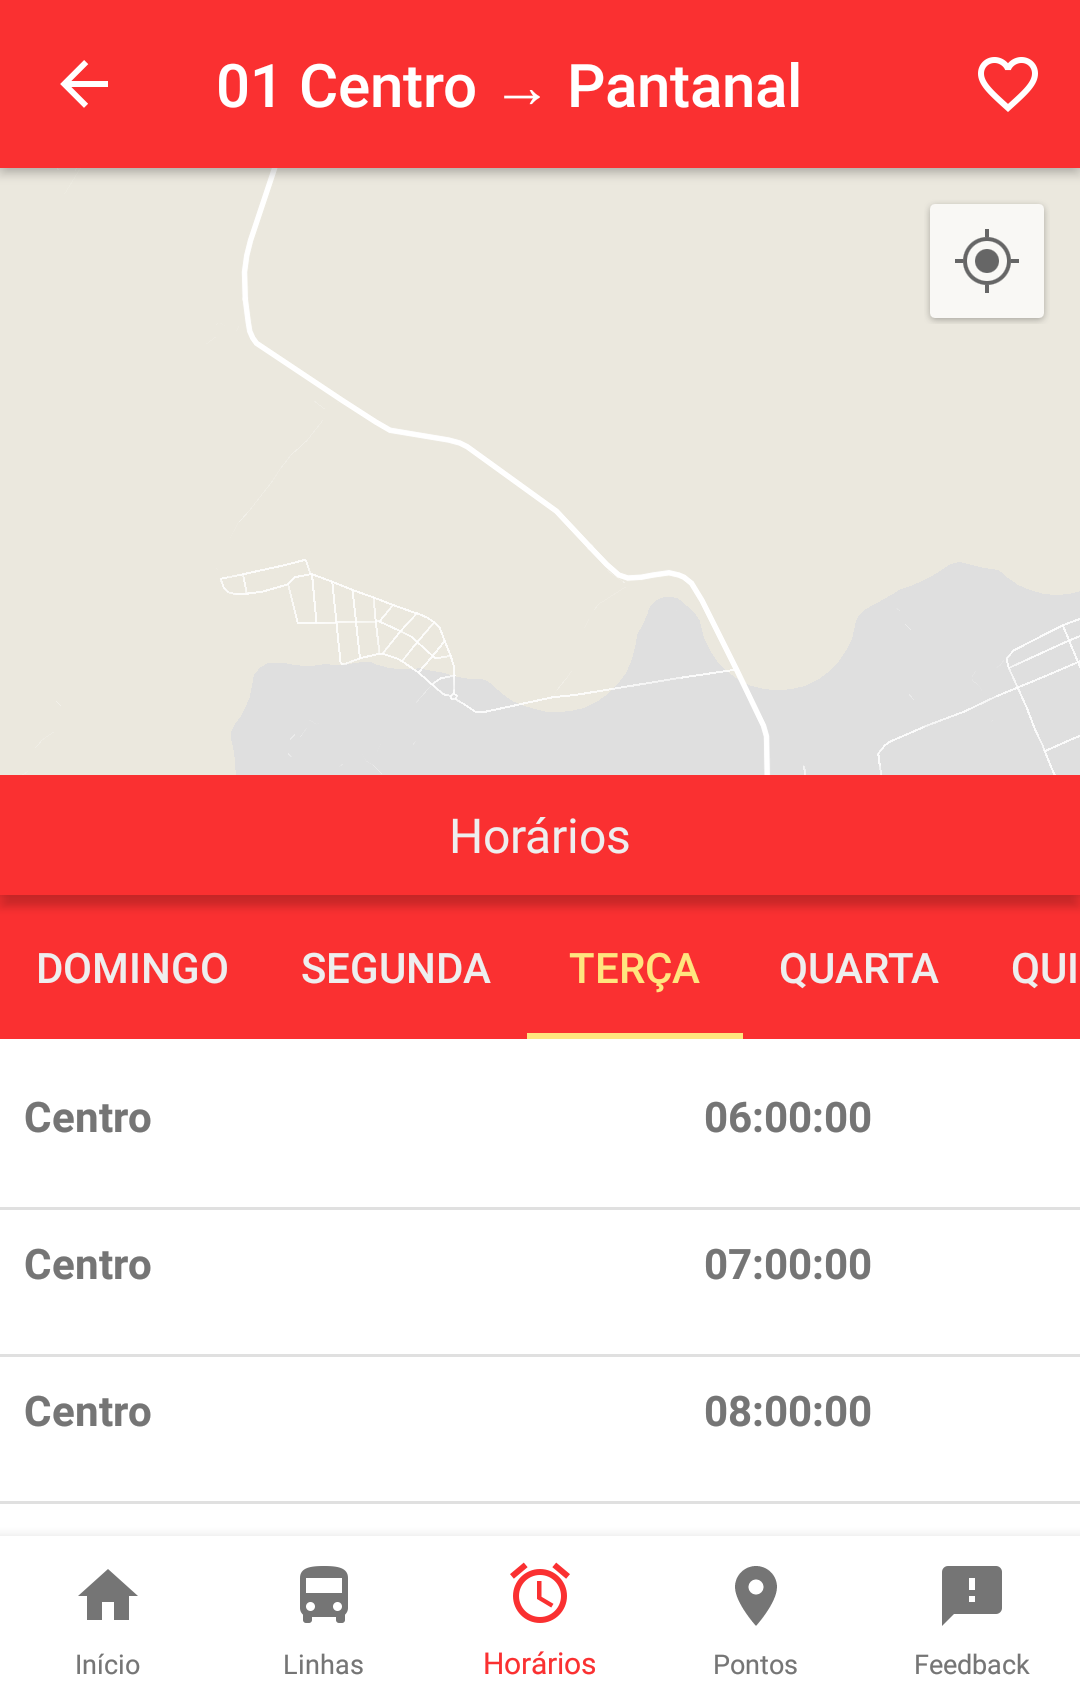 01 Centro → Pantanal
Horários
DOMINGO SEGUNDA TERÇA QUARTA QUI
Centro 06:00:00
Centro 07:00:00
Centro 08:00:00
Início Linhas Horários Pontos Feedback